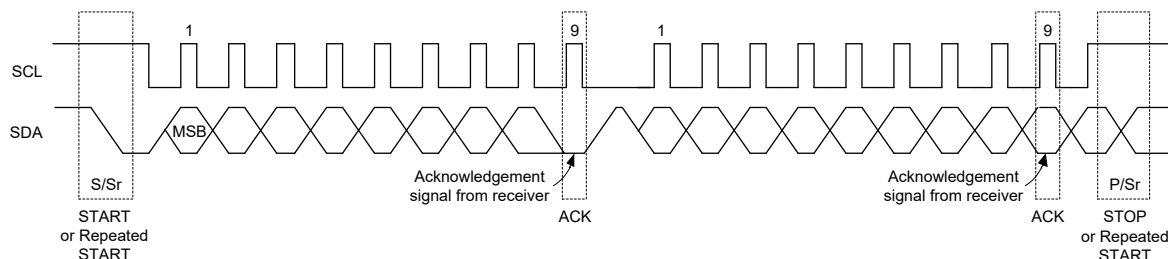 1
9
1
9
SCL
SDA
MSB
S/Sr
Acknowledgement
signal from receiver
Acknowledgement
signal from receiver
P/Sr
START
or Repeated
START
ACK
ACK
STOP
or Repeated
START